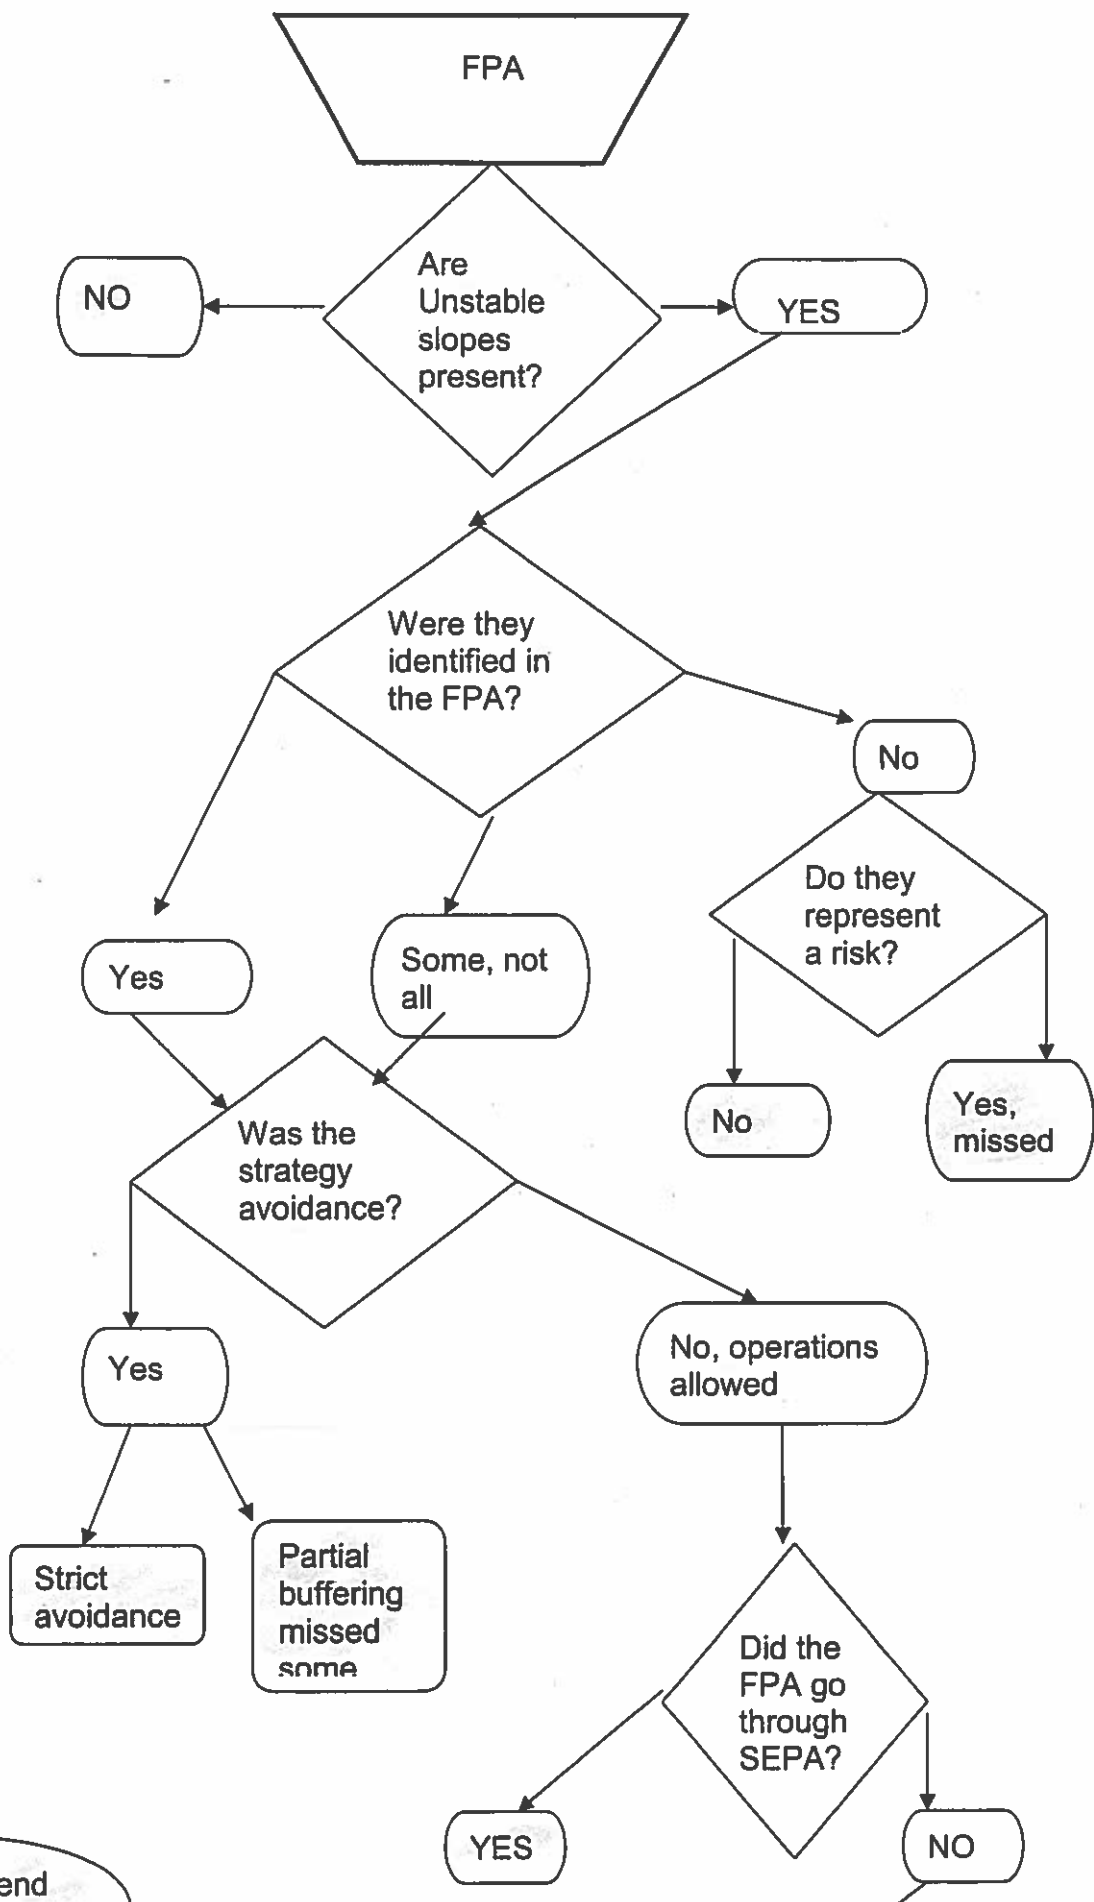 FPA
Are
Unstable
slopes
present?
NO
YES
Were they
identified in
the FPA?
No
Do they
represent
a risk?
Yes
Some, not
all
No
Yes,
missed
Was the
strategy
avoidance?
Yes
No, operations
allowed
Strict
avoidance
Partial
buffering
missed
some
Did the
FPA go
through
SEPA?
YES
NO
end